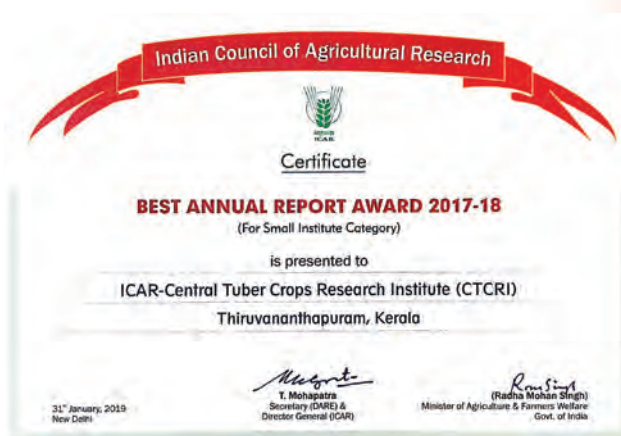 Indian Council of Agricultural Research
ICAR
Certificate
BEST ANNUAL REPORT AWARD 2017-18
(For Small Institute Category)
is presented to
ICAR-Central Tuber Crops Research Institute (CTCRI)
Thiruvananthapuram, Kerala
T. Mohapatra
Secretary (DARE) &
Director General (ICAR)
(Radha Mohan Singh)
Minister of Agriculture & Farmers Welfare
Govt. of India
31st January, 2019
New Delhi